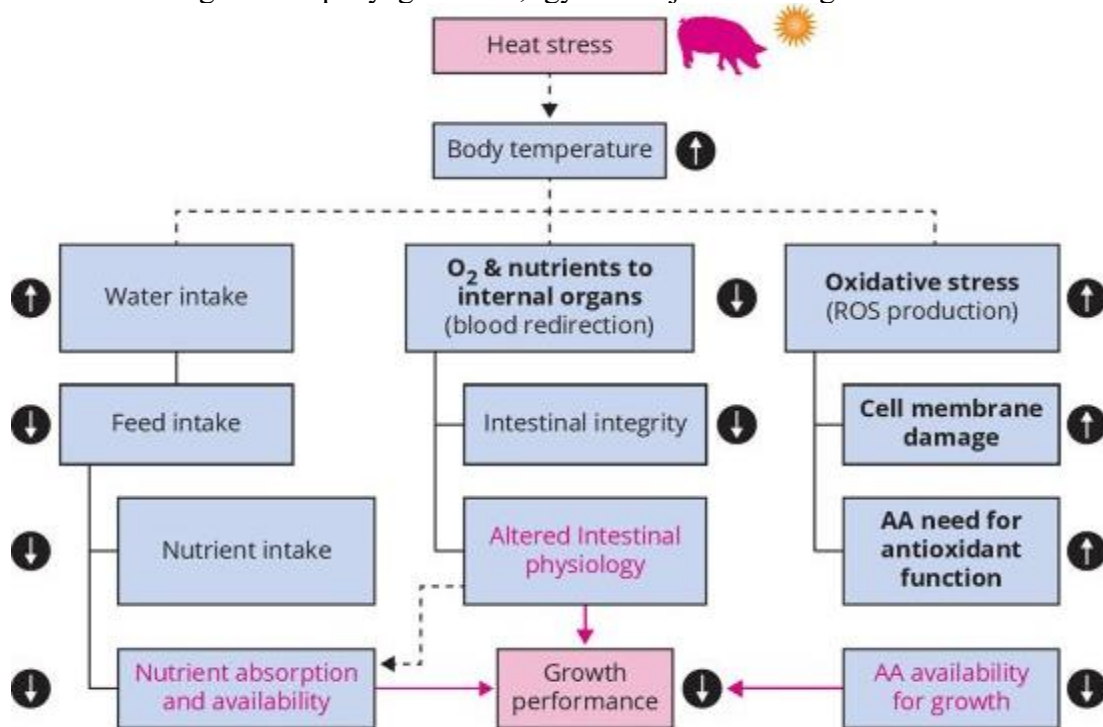 Heat stress
Body temperature
Water intake
O₂ & nutrients to
internal organs
(blood redirection)
Oxidative stress
(ROS production)
Feed intake
Intestinal integrity
Cell membrane
damage
Nutrient intake
Altered Intestinal
physiology
AA need for
antioxidant
function
Nutrient absorption
and availability
Growth
performance
AA availability
for growth